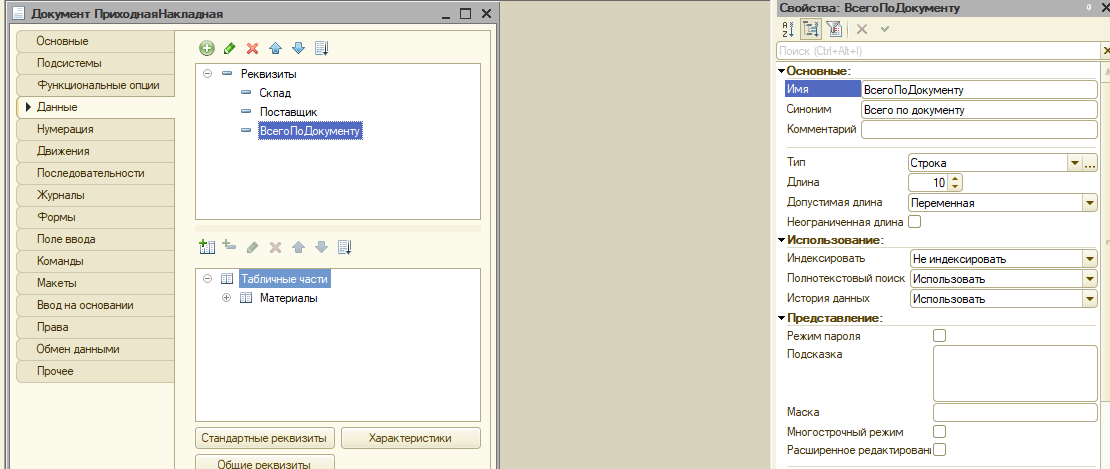 Документ ПриходнаяНакладная
Основные
Подсистемы
Функциональные опции
Данные
Нумерация
Движения
Последовательности
Журналы
Формы
Поле ввода
Команды
Макеты
Ввод на основании
Права
Обмен данными
Прочее
Реквизиты
Склад
Поставщик
ВсегоПоДокументу
Табличные части
Материалы
Стандартные реквизиты
Характеристики
Общие реквизиты
Свойства: ВсегоПоДокументу
Поиск (Ctrl+Alt+I)
Основные:
Имя ВсегоПоДокументу
Синоним Всего по документу
Комментарий
Тип Строка ...
Длина 10
Допустимая длина Переменная
Неограниченная длина
Использование:
Индексировать Не индексировать
Полнотекстовый поиск Использовать
История данных Использовать
Представление:
Режим пароля
Подсказка
Маска
Многострочный режим
Расширенное редактировани